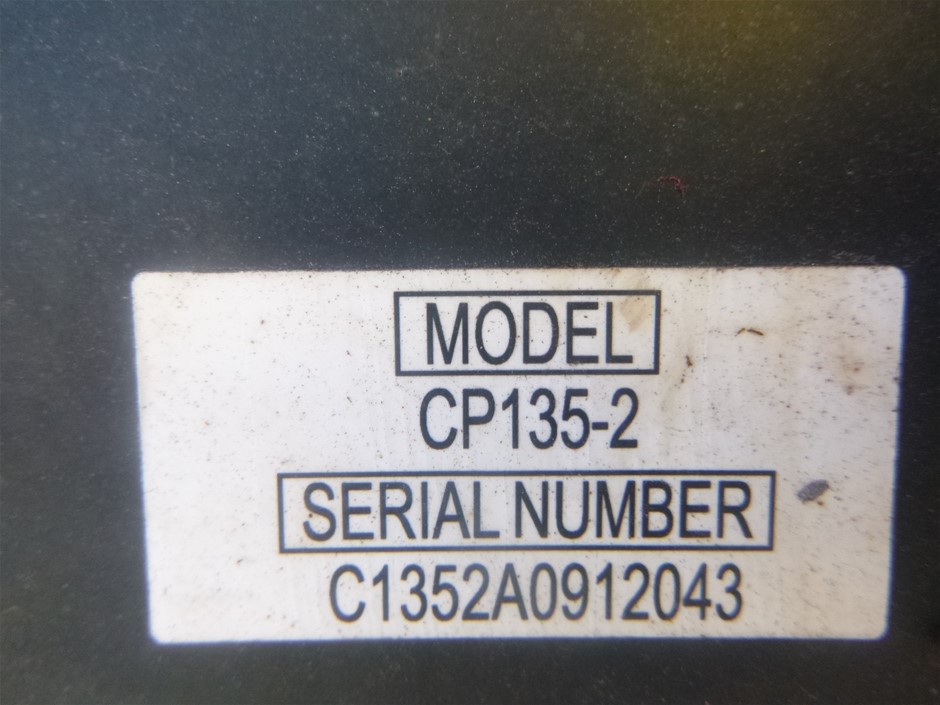 MODEL
CP135-2
SERIAL NUMBER
C1352A0912043